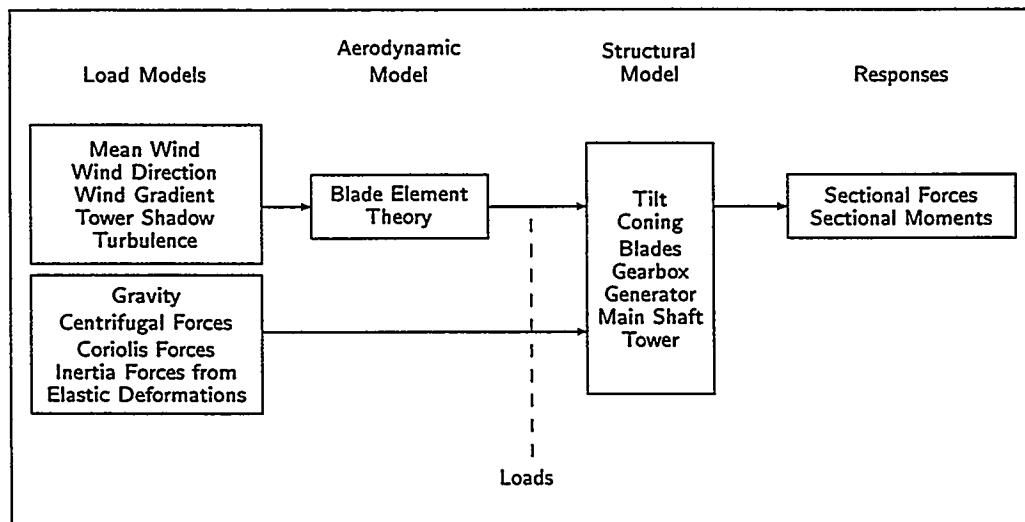 Load Models
Aerodynamic
Model
Structural
Model
Responses
Mean Wind
Wind Direction
Wind Gradient
Tower Shadow
Turbulence
Blade Element
Theory
Tilt
Coning
Blades
Gearbox
Generator
Main Shaft
Tower
Sectional Forces
Sectional Moments
Gravity
Centrifugal Forces
Coriolis Forces
Inertia Forces from
Elastic Deformations
Loads